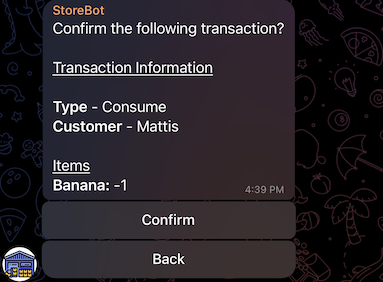 StoreBot
Confirm the following transaction?
Transaction Information
Type - Consume
Customer - Mattis
Items
Banana: -1
4:39 PM
Confirm
Back